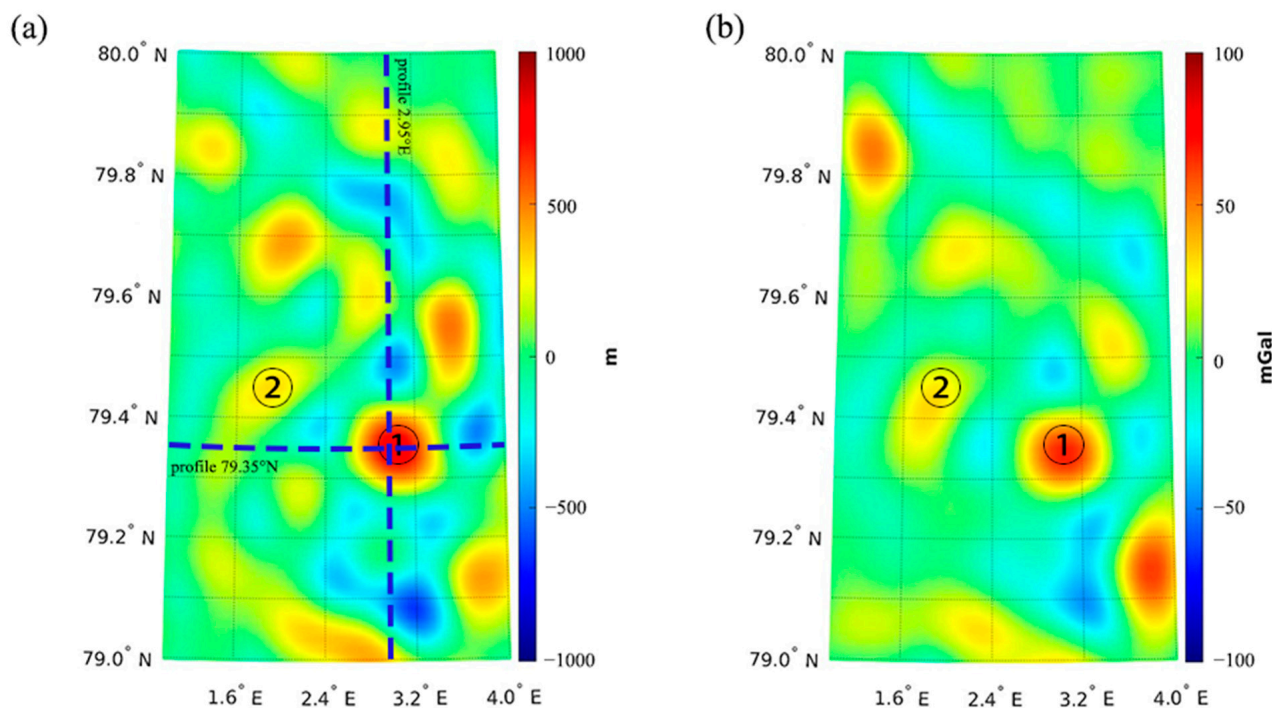 (a)
80.0° N
79.8° N
79.6° N
79.4° N
79.2° N
79.0° N
1.6° E
2.4° E
3.2° E
4.0° E
profile 2.95°E
profile 79.35°N
①
②
1000
500
0
−500
−1000
m
(b)
80.0° N
79.8° N
79.6° N
79.4° N
79.2° N
79.0° N
1.6° E
2.4° E
3.2° E
4.0° E
①
②
100
50
0
−50
−100
mGal